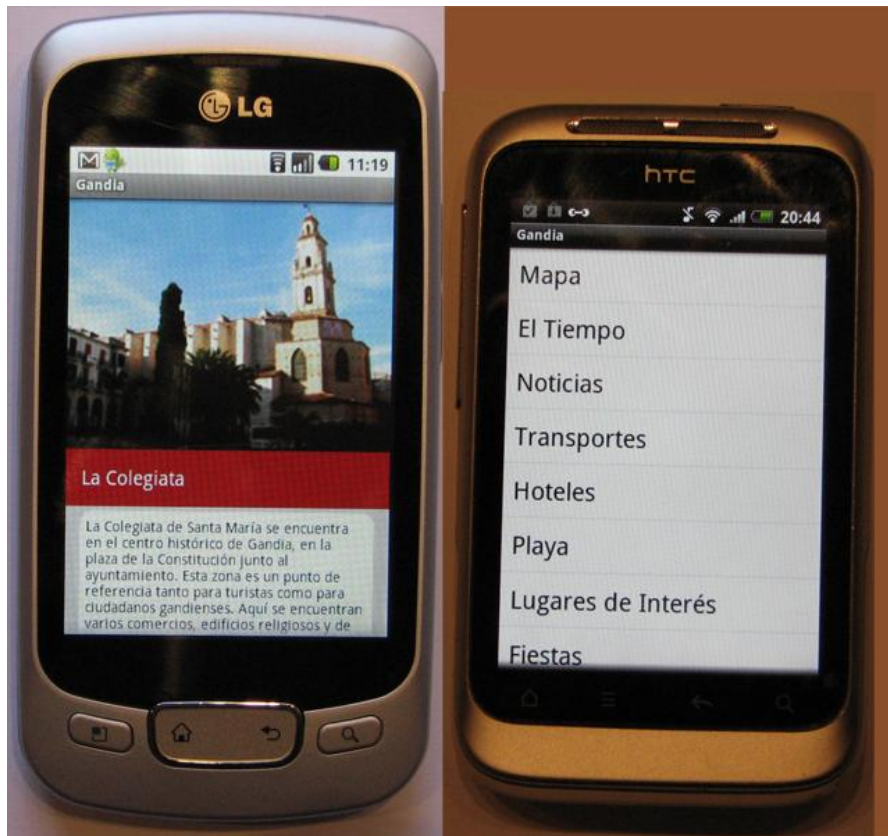 LG
11:19
Gandia
La Colegiata
La Colegiata de Santa María se encuentra
en el centro histórico de Gandia, en la
plaza de la Constitución junto al
ayuntamiento. Esta zona es un punto de
referencia tanto para turistas como para
ciudadanos gandienses. Aquí se encuentran
varios comercios, edificios religiosos y de
hTC
20:44
Gandia
Mapa
El Tiempo
Noticias
Transportes
Hoteles
Playa
Lugares de Interés
Fiestas